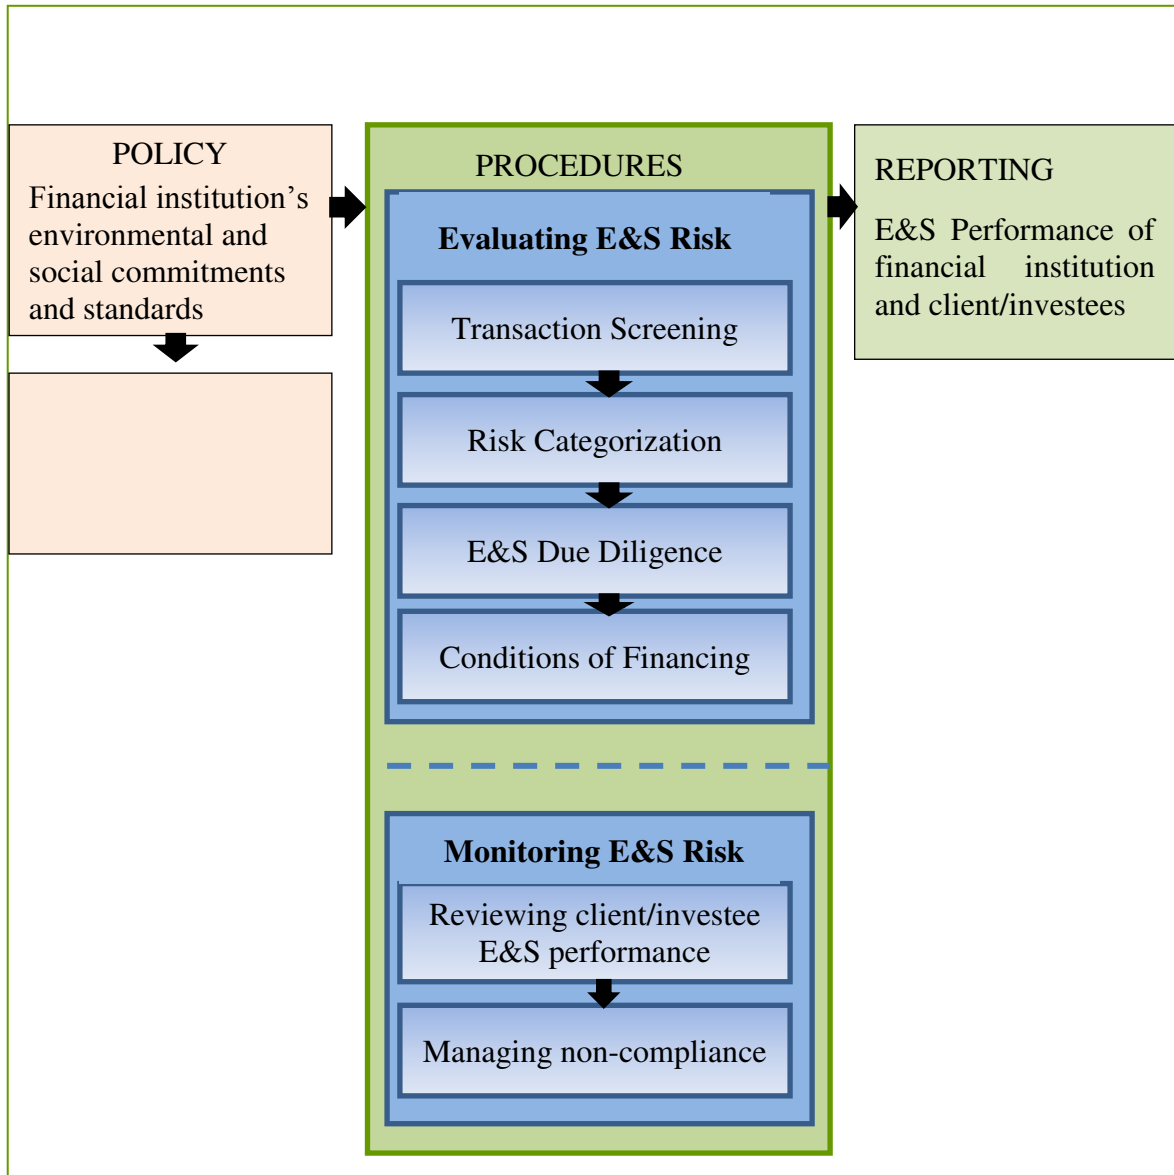 POLICY
Financial institution's
environmental and
social commitments
and standards
PROCEDURES
Evaluating E&S Risk
Transaction Screening
Risk Categorization
E&S Due Diligence
Conditions of Financing
Monitoring E&S Risk
Reviewing client/investee
E&S performance
Managing non-compliance
REPORTING
E&S Performance of
financial institution
and client/investees